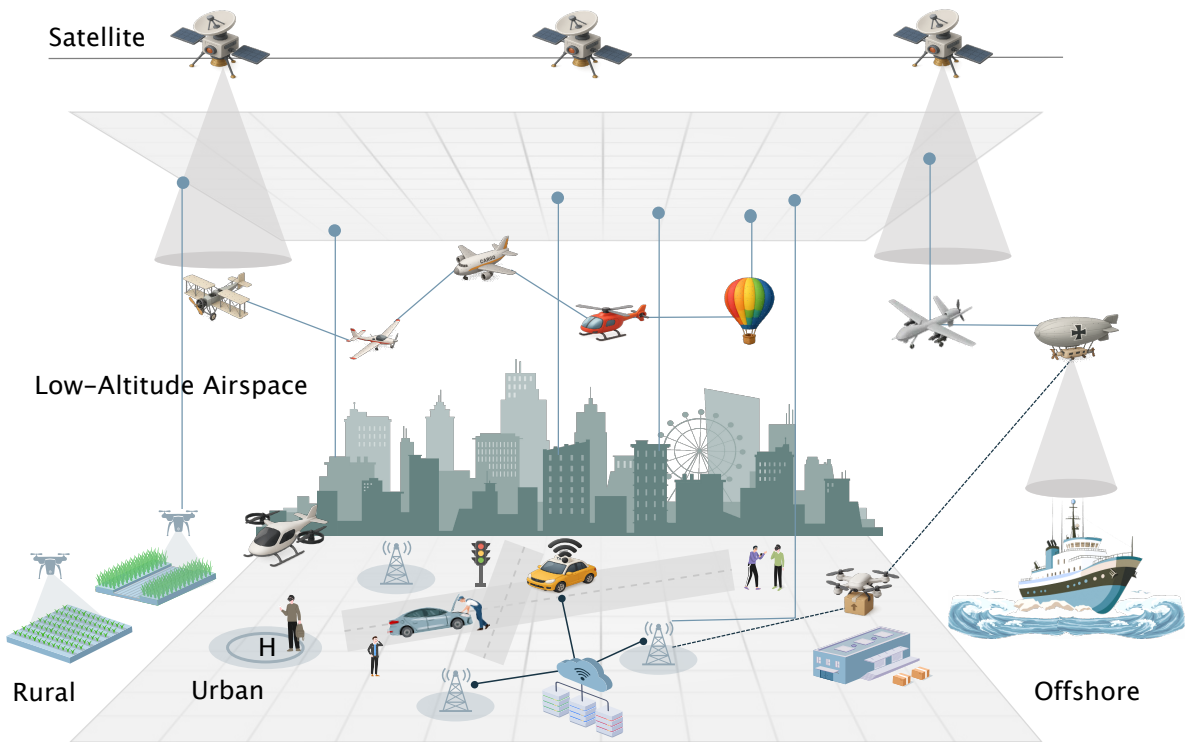 Satellite
CARGO
Low-Altitude Airspace
H
Rural
Urban
Offshore